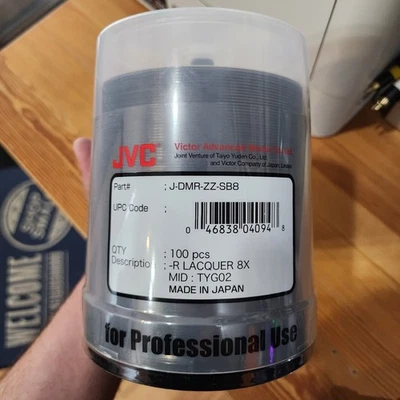 JVC
Victor Advanced
Joint Venture of Taiyo Yuden Co., Ltd.
and Victor Company of Japan, Limited
Part# : J-DMR-ZZ-SB8
UPC Code :
0 46838 04094 8
QTY : 100 pcs
Description : -R LACQUER 8X
MID : TYG02
MADE IN JAPAN
for Professional Use
WELCOME